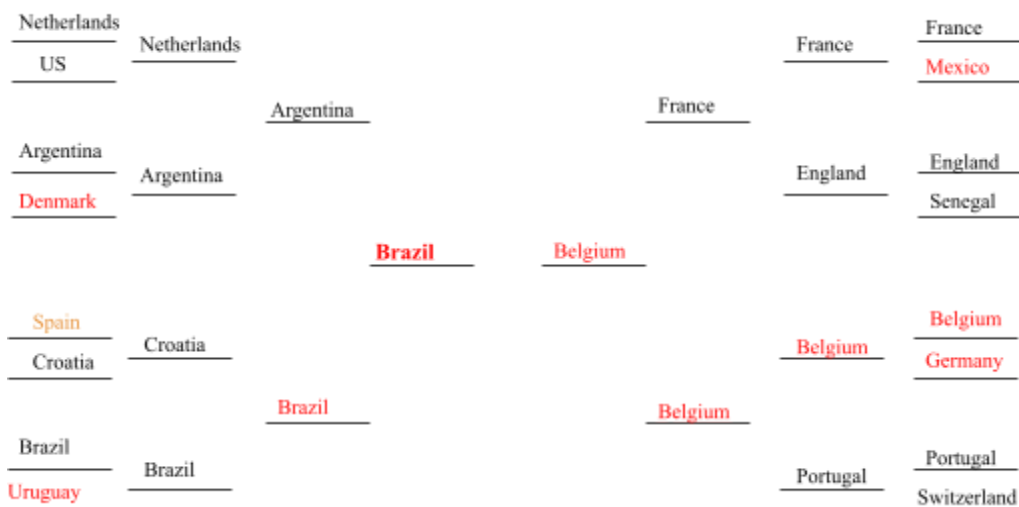 Netherlands
US
Netherlands
Argentina
Argentina
Denmark
Argentina
Brazil
Spain
Croatia
Croatia
Brazil
Brazil
Uruguay
Brazil
France
France
Mexico
France
England
England
Senegal
Belgium
Belgium
Belgium
Germany
Belgium
Portugal
Portugal
Switzerland